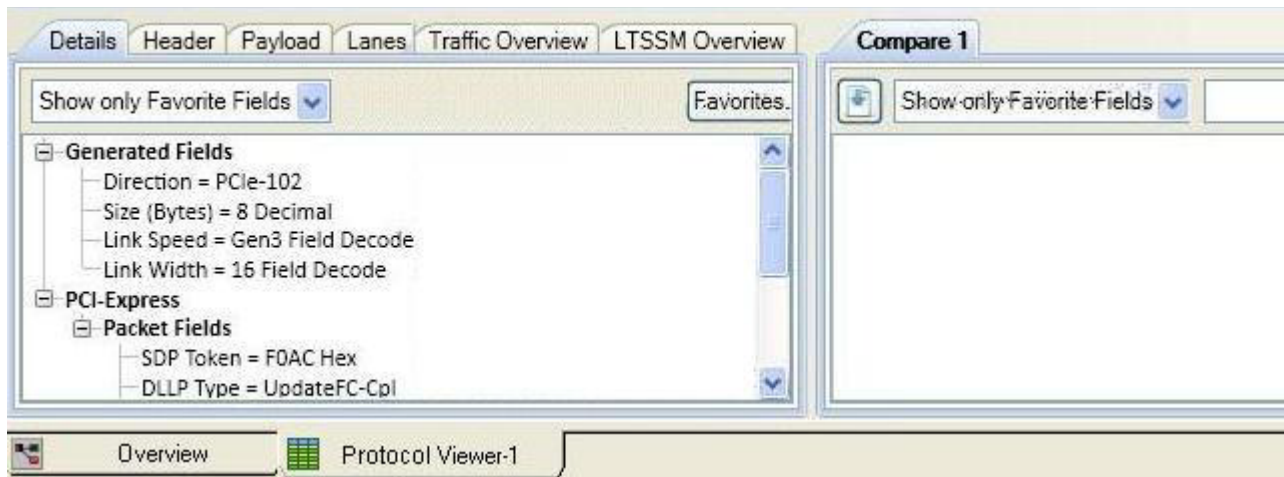 Details Header Payload Lanes Traffic Overview LTSSM Overview
Show only Favorite Fields Favorites.
Generated Fields
Direction = PCIe-102
Size (Bytes) = 8 Decimal
Link Speed = Gen3 Field Decode
Link Width = 16 Field Decode
PCI-Express
Packet Fields
SDP Token = F0AC Hex
DLLP Type = UpdateFC-Cpl
Compare 1
Show only Favorite Fields
Overview Protocol Viewer-1